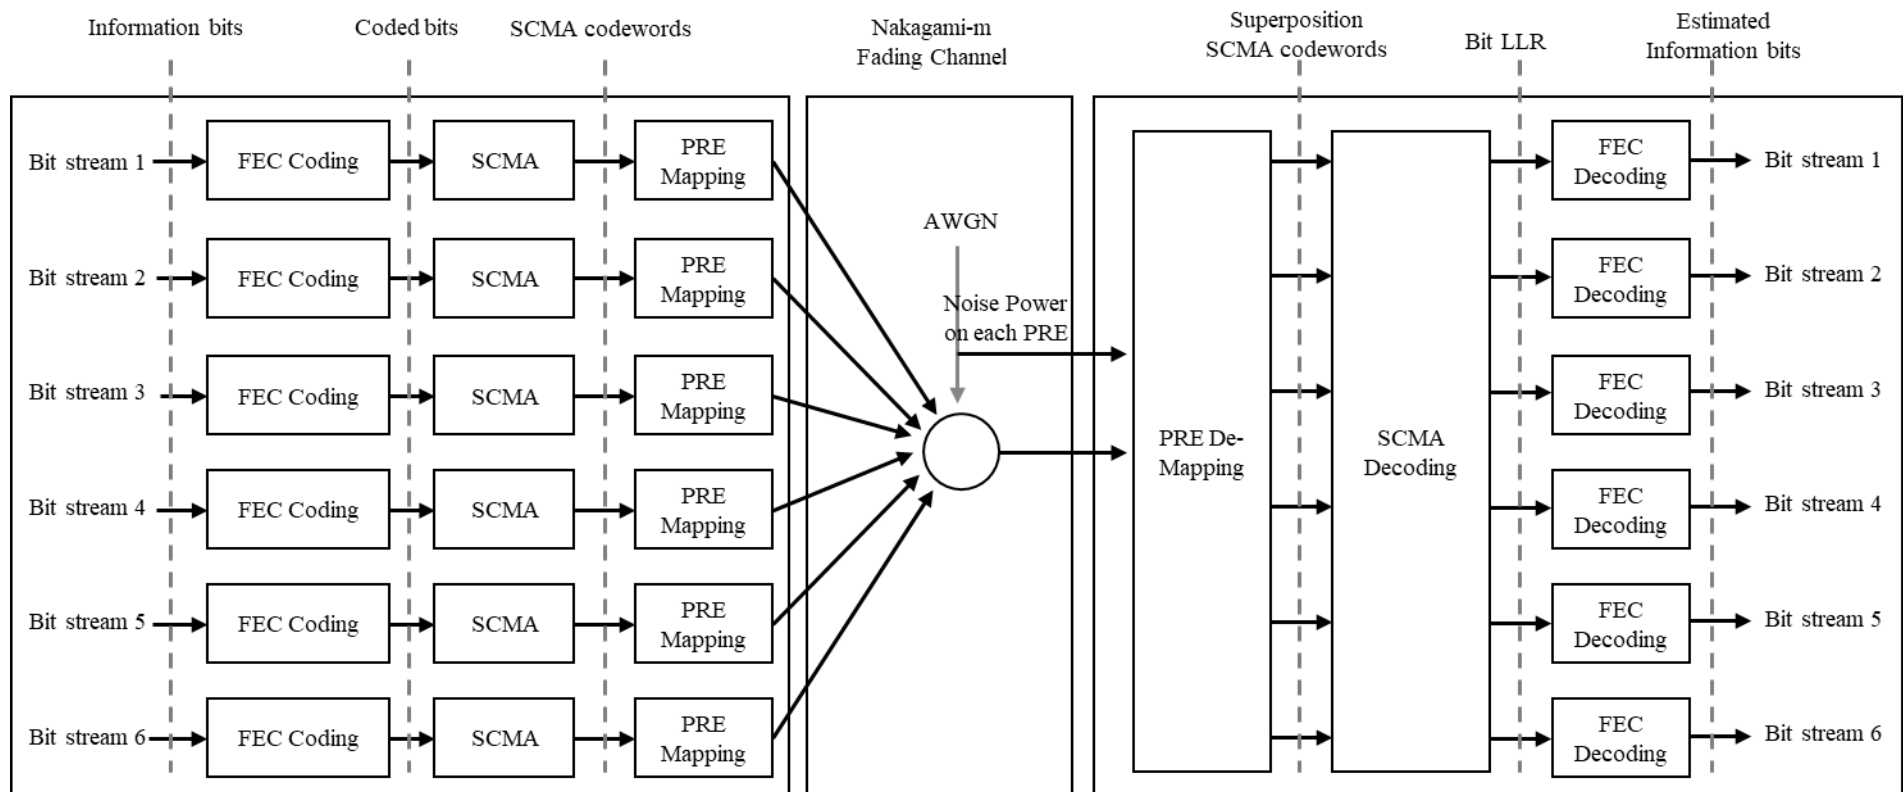 Information bits
Coded bits
SCMA codewords
Nakagami-m
Fading Channel
Superposition
SCMA codewords
Bit LLR
Estimated
Information bits
Bit stream 1
FEC Coding
SCMA
PRE
Mapping
Bit stream 2
FEC Coding
SCMA
PRE
Mapping
Bit stream 3
FEC Coding
SCMA
PRE
Mapping
Bit stream 4
FEC Coding
SCMA
PRE
Mapping
Bit stream 5
FEC Coding
SCMA
PRE
Mapping
Bit stream 6
FEC Coding
SCMA
PRE
Mapping
AWGN
Noise Power
on each PRE
PRE De-
Mapping
SCMA
Decoding
FEC
Decoding
Bit stream 1
FEC
Decoding
Bit stream 2
FEC
Decoding
Bit stream 3
FEC
Decoding
Bit stream 4
FEC
Decoding
Bit stream 5
FEC
Decoding
Bit stream 6